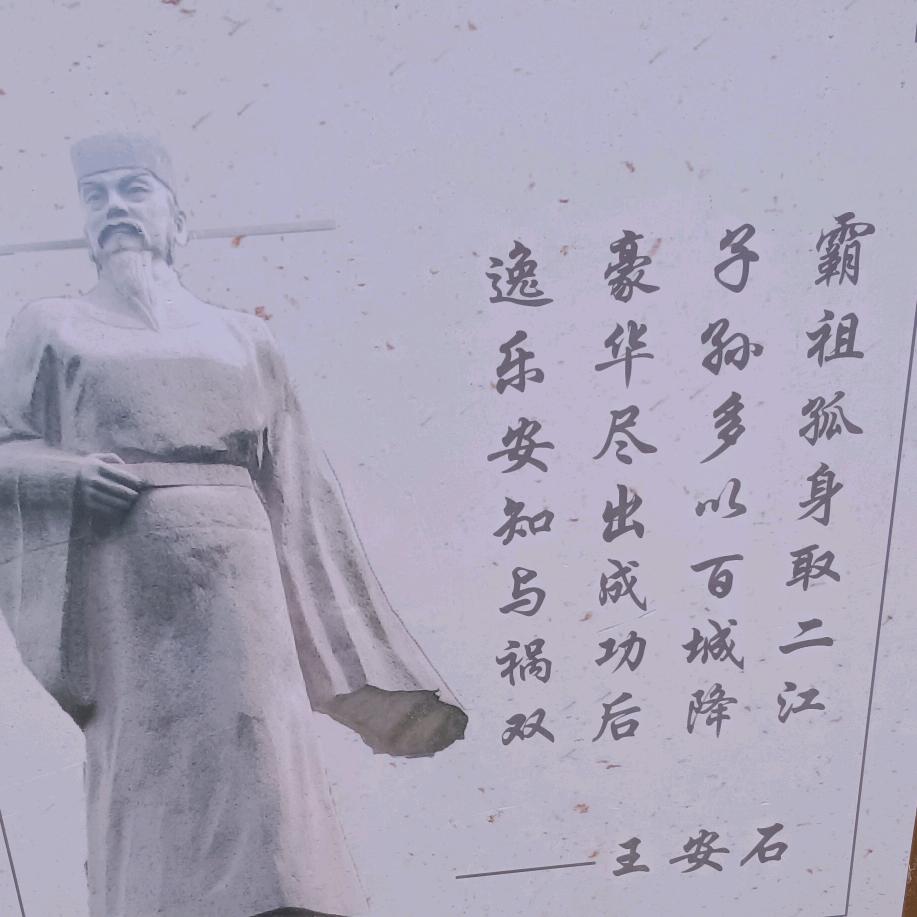 霸祖孤身取二江
子孙多以百城降
豪华尽出成功后
逸乐安知与祸双
——王安石